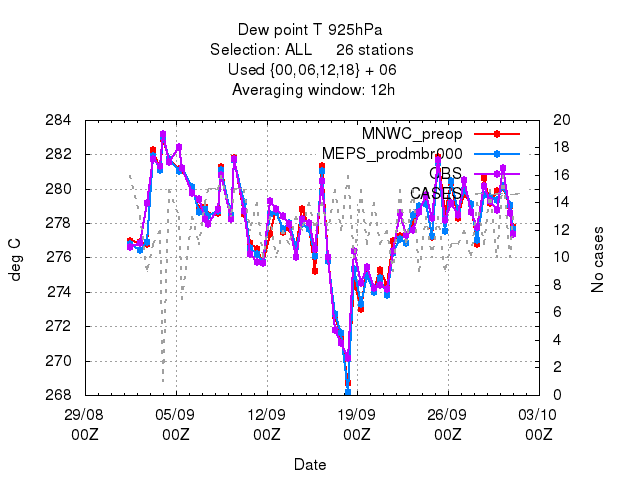 Dew point T 925hPa
Selection: ALL 26 stations
Used {00,06,12,18} + 06
Averaging window: 12h
284 20
MNWC_preop
18
282 MEPS_prodmbr000
16
OBS
280 CASES
14
278 12
276 10
8
274
6
272
4
270
2
268 0
deg C
No cases
29/08 05/09 12/09 19/09 26/09 03/10
00Z 00Z 00Z 00Z 00Z 00Z
Date